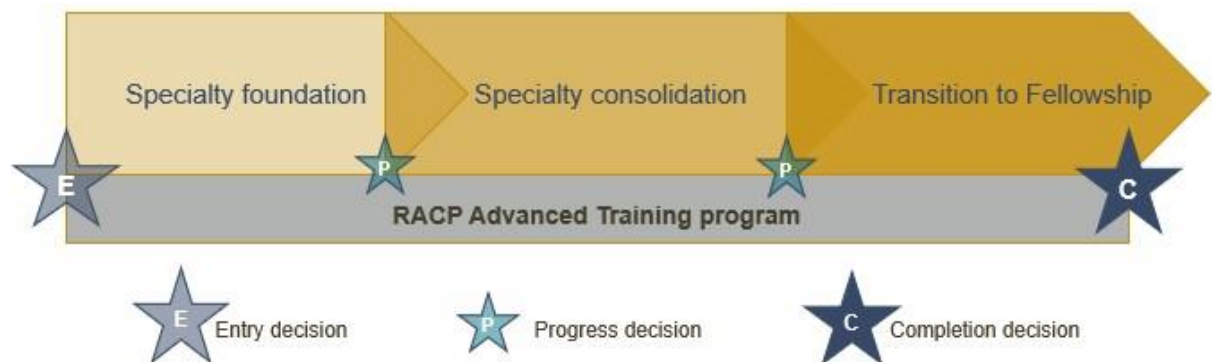 Specialty foundation
Specialty consolidation
Transition to Fellowship
E
P
P
C
RACP Advanced Training program
E Entry decision
P Progress decision
C Completion decision